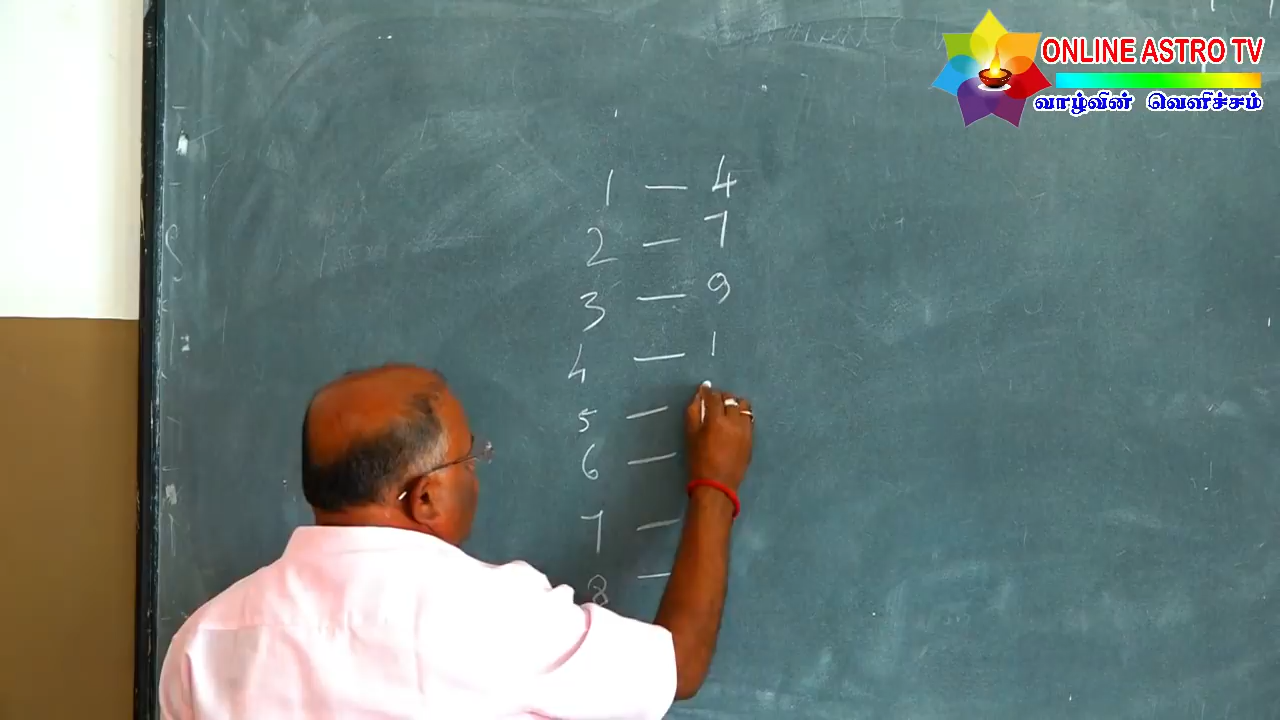 ONLINE ASTRO TV
வாழ்வின் வெளிச்சம்
1 — 4
2 — 7
3 — 9
4 — 1
5 —
6 —
7 —
8 —